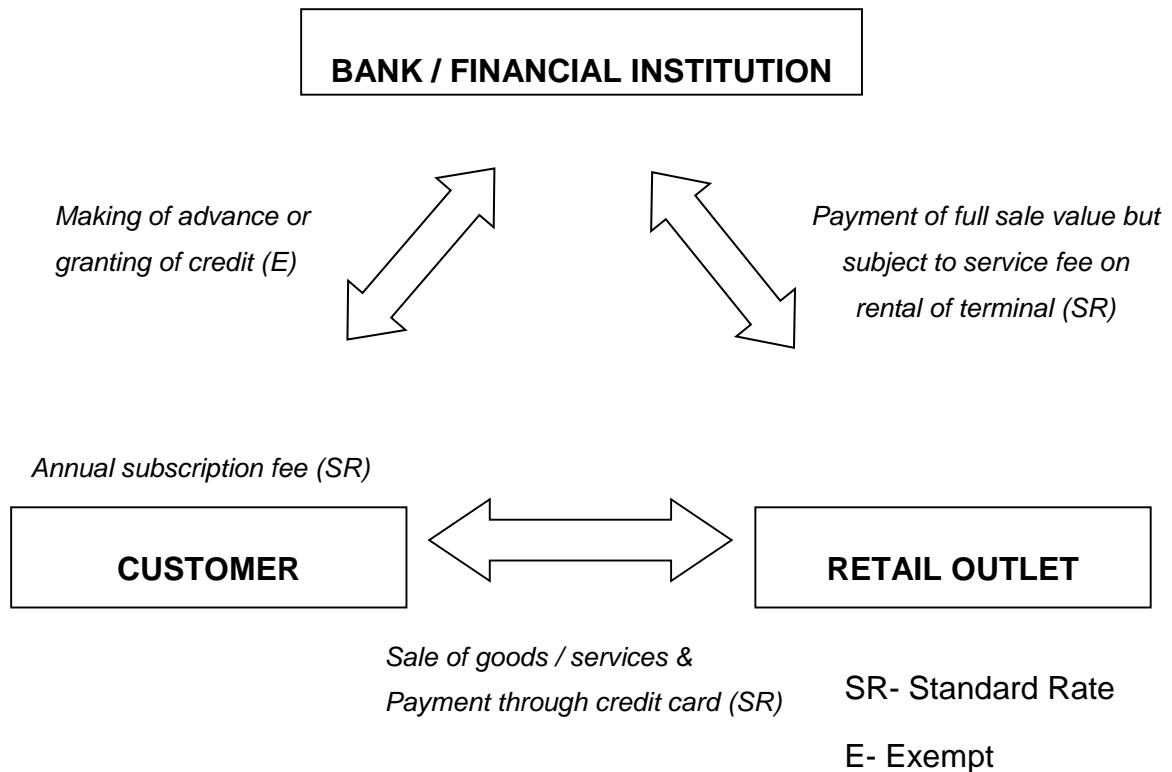 BANK / FINANCIAL INSTITUTION
Making of advance or
granting of credit (E)
Payment of full sale value but
subject to service fee on
rental of terminal (SR)
Annual subscription fee (SR)
CUSTOMER
RETAIL OUTLET
Sale of goods / services &
Payment through credit card (SR)
SR- Standard Rate
E- Exempt